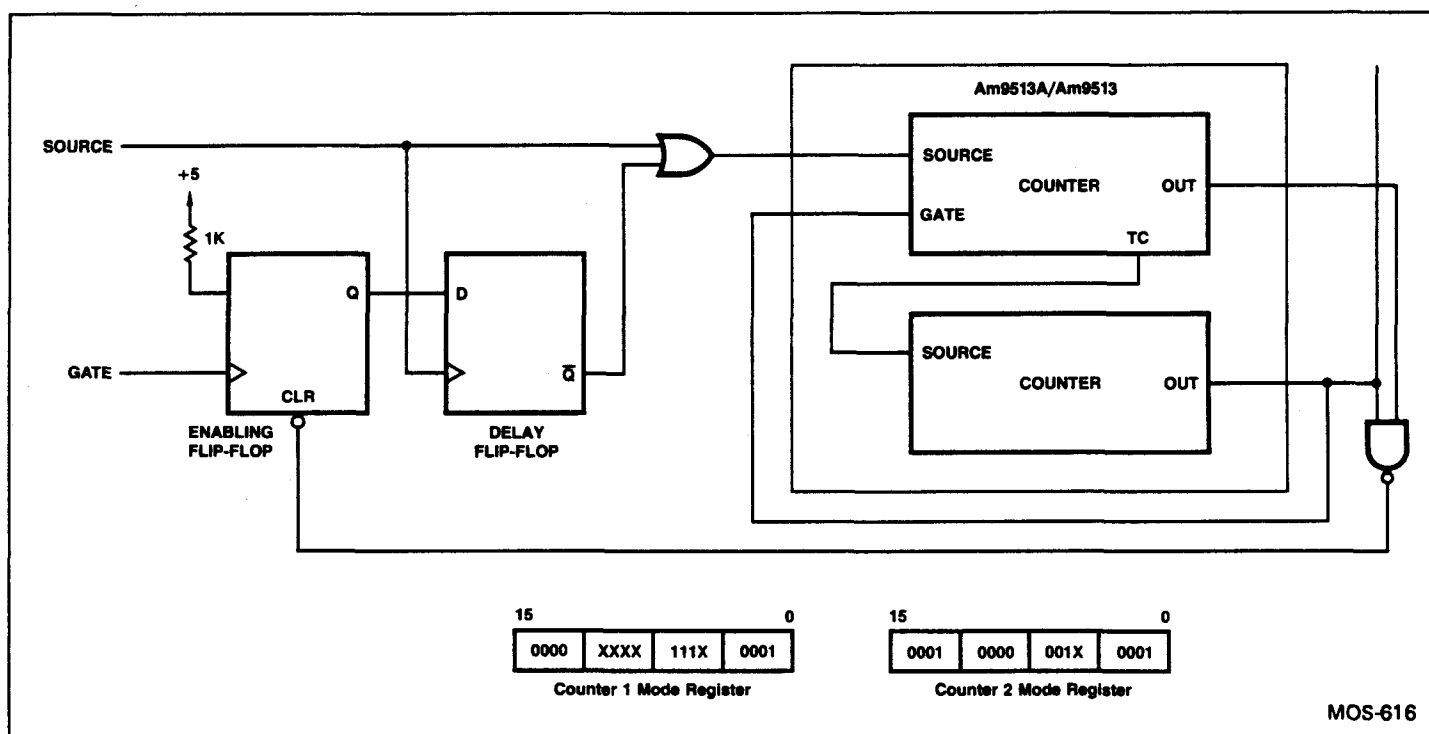 Am9513A/Am9513
SOURCE
+5
1K
Q
D
GATE
CLR
Q̅
ENABLING
FLIP-FLOP
DELAY
FLIP-FLOP
SOURCE
COUNTER
OUT
GATE
TC
SOURCE
COUNTER
OUT
15 0
0000 XXXX 111X 0001
Counter 1 Mode Register
15 0
0001 0000 001X 0001
Counter 2 Mode Register
MOS-616